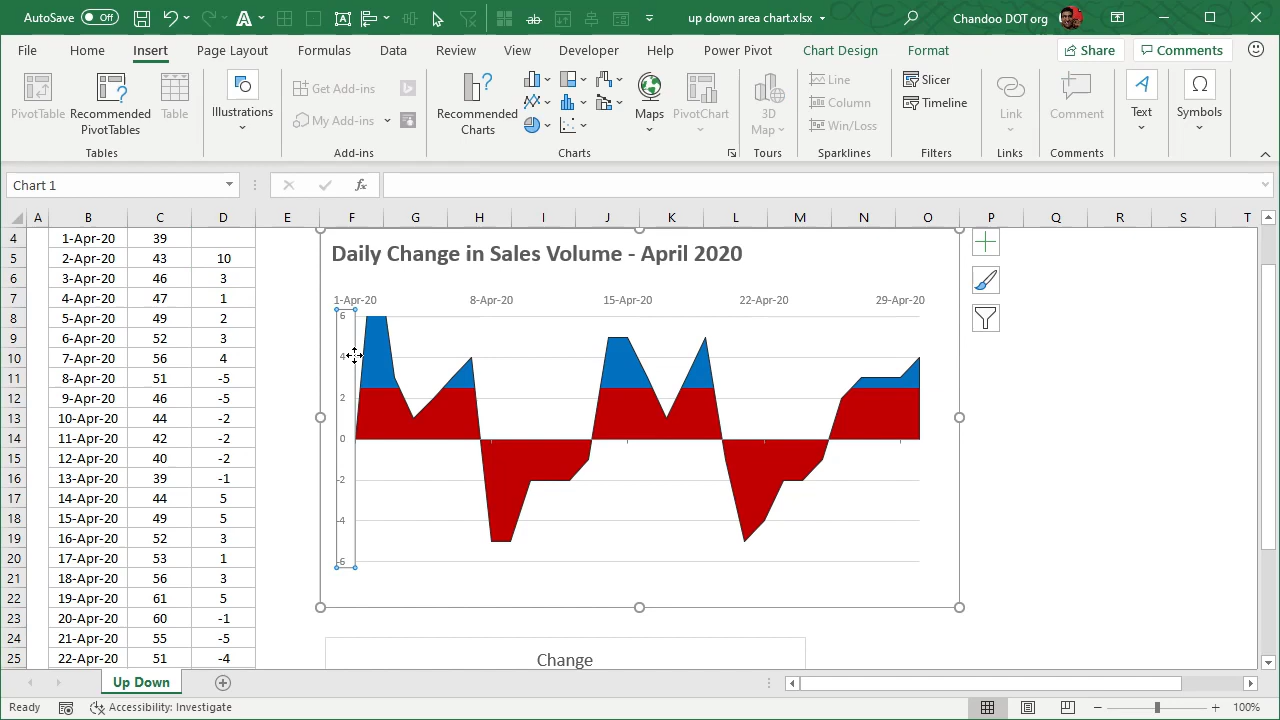 AutoSave Off up down area chart.xlsx Chandoo DOT org
File Home Insert Page Layout Formulas Data Review View Developer Help Power Pivot Chart Design Format Share Comments
PivotTable
Recommended
PivotTables
Table
Tables
Illustrations
Get Add-ins
My Add-ins
Add-ins
Recommended
Charts
Maps
PivotChart
Charts
3D
Map
Tours
Line
Column
Win/Loss
Sparklines
Slicer
Timeline
Filters
Link
Links
Comment
Comments
Text
Symbols
Symbols
Chart 1 fx
A B C D E F G H I J K L M N O P Q R S T
4 1-Apr-20 39
5 2-Apr-20 43 10
6 3-Apr-20 46 3
7 4-Apr-20 47 1
8 5-Apr-20 49 2
9 6-Apr-20 52 3
10 7-Apr-20 56 4
11 8-Apr-20 51 -5
12 9-Apr-20 46 -5
13 10-Apr-20 44 -2
14 11-Apr-20 42 -2
15 12-Apr-20 40 -2
16 13-Apr-20 39 -1
17 14-Apr-20 44 5
18 15-Apr-20 49 5
19 16-Apr-20 52 3
20 17-Apr-20 53 1
21 18-Apr-20 56 3
22 19-Apr-20 61 5
23 20-Apr-20 60 -1
24 21-Apr-20 55 -5
25 22-Apr-20 51 -4
Daily Change in Sales Volume - April 2020
1-Apr-20 8-Apr-20 15-Apr-20 22-Apr-20 29-Apr-20
6
4
2
0
-2
-4
-6
Change
Up Down
Ready Accessibility: Investigate 100%